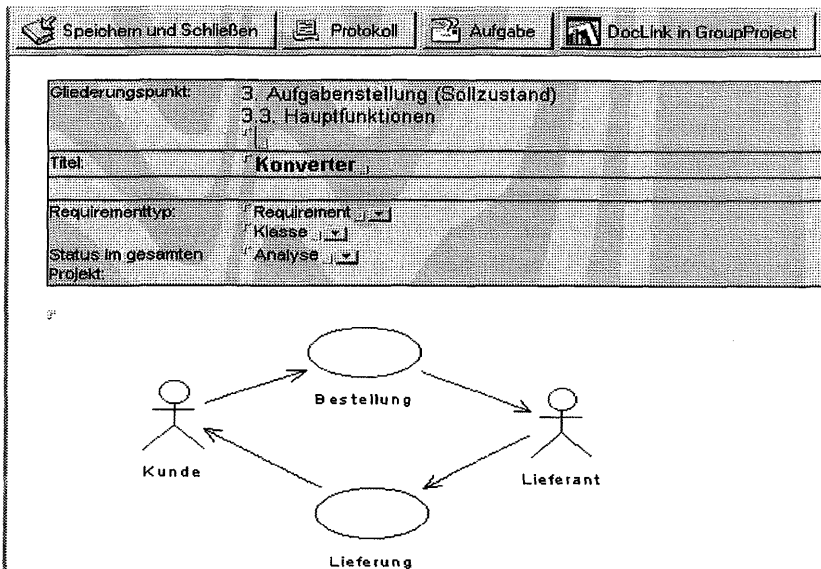 Speichern und Schließen Protokoll Aufgabe DocLink in GroupProject
Gliederungspunkt: 3. Aufgabenstellung (Sollzustand)
3.3. Hauptfunktionen
Titel: Konverter
Requirementtyp: Requirement
Klasse
Status im gesamten Analyse
Projekt:
Bestellung
Kunde
Lieferant
Lieferung